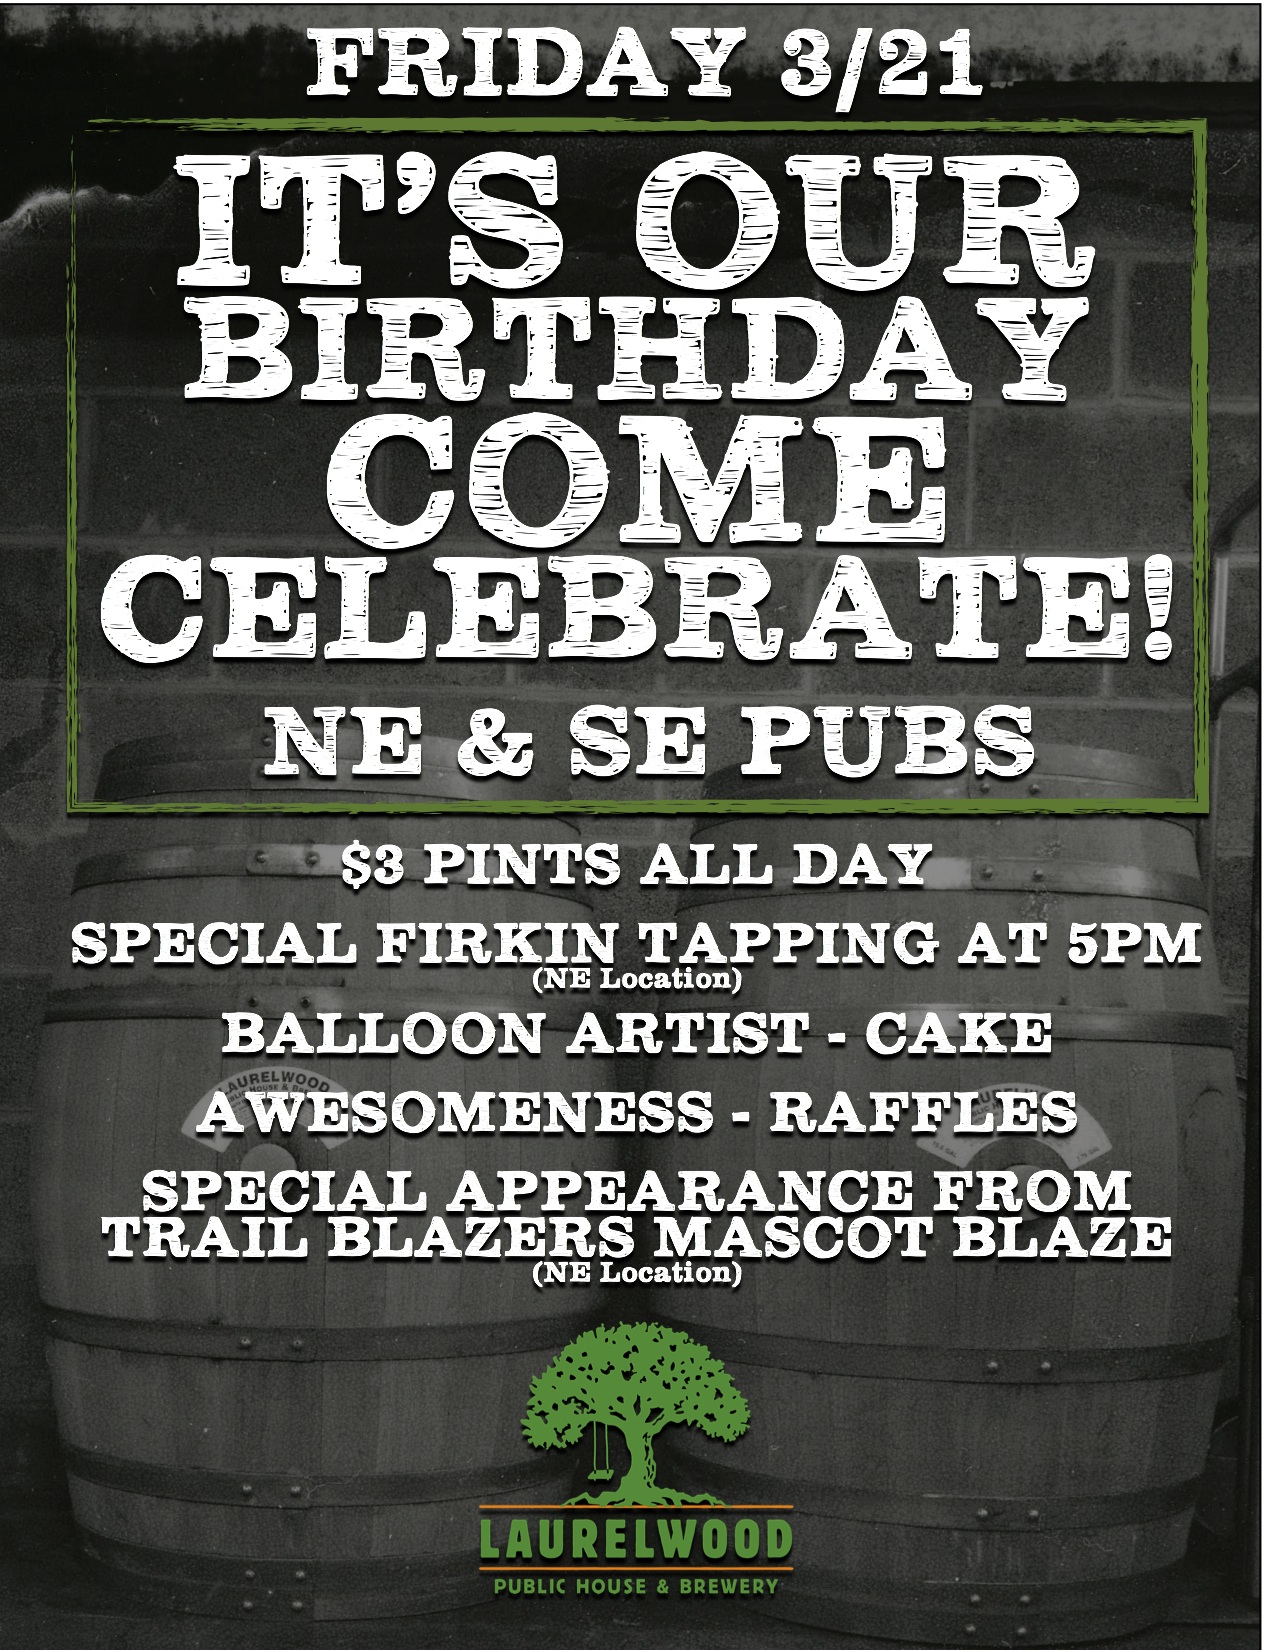 FRIDAY 3/21
IT'S OUR
BIRTHDAY
COME
CELEBRATE!
NE & SE PUBS
$3 PINTS ALL DAY
SPECIAL FIRKIN TAPPING AT 5PM
(NE Location)
BALLOON ARTIST - CAKE
LAURELWOOD
AWESOMENESS - RAFFLES
SPECIAL APPEARANCE FROM
TRAIL BLAZERS MASCOT BLAZE
(NE Location)
LAURELWOOD
PUBLIC HOUSE & BREWERY